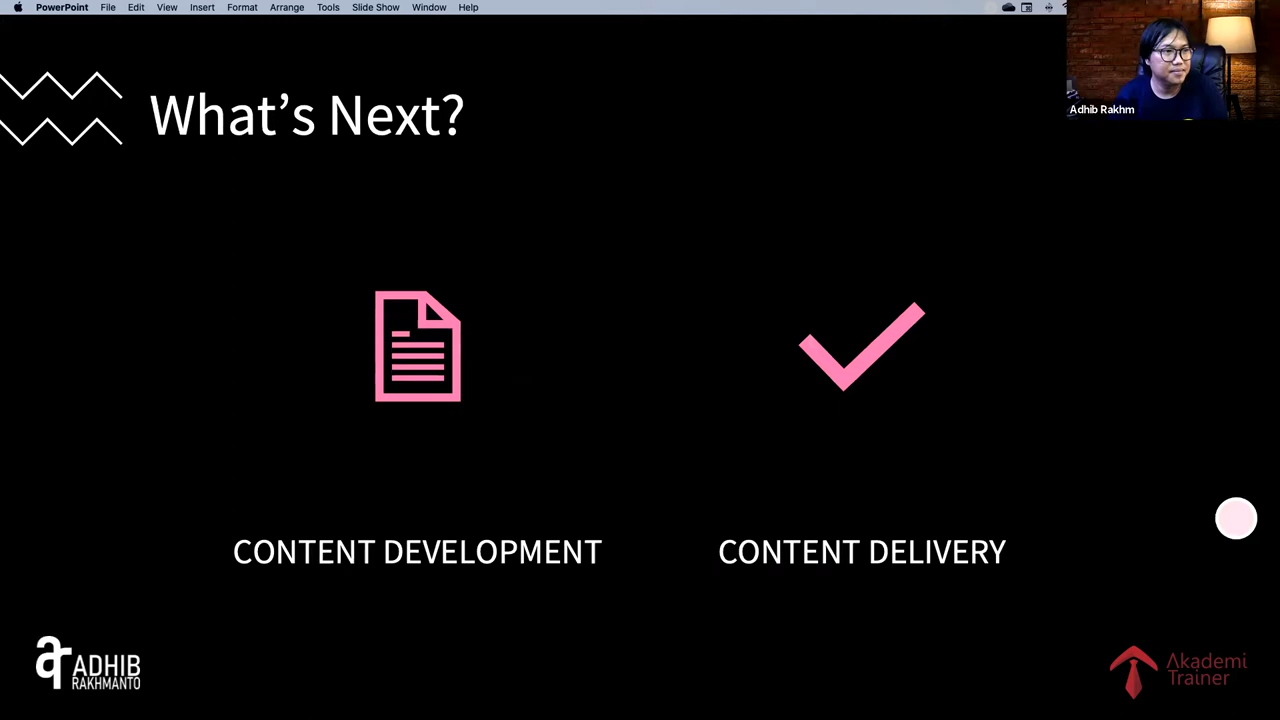 PowerPoint File Edit View Insert Format Arrange Tools Slide Show Window Help
Adhib Rakhm
What’s Next?
CONTENT DEVELOPMENT
CONTENT DELIVERY
ar ADHIB
RAKHMANTO
Akademi
Trainer